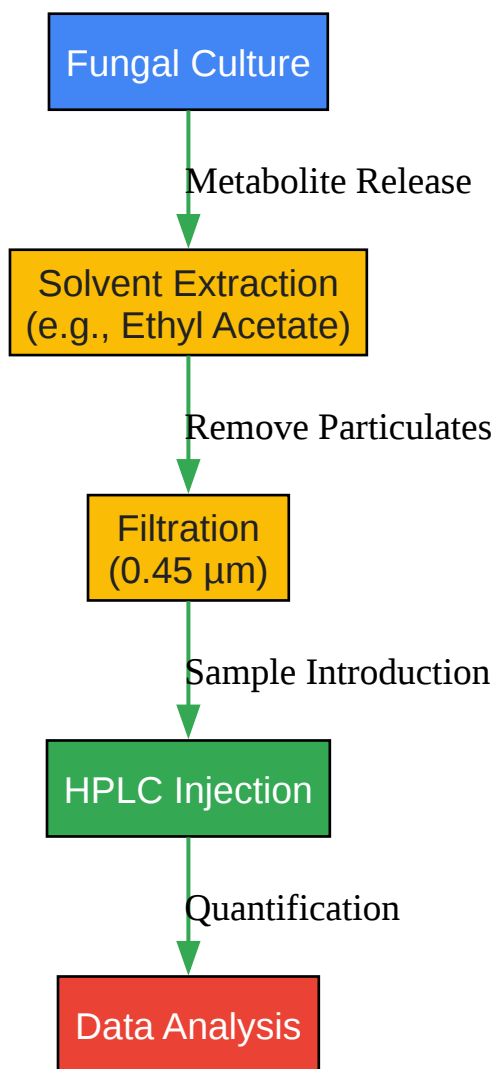 Fungal Culture
Metabolite Release
Solvent Extraction
(e.g., Ethyl Acetate)
Remove Particulates
Filtration
(0.45 µm)
Sample Introduction
HPLC Injection
Quantification
Data Analysis